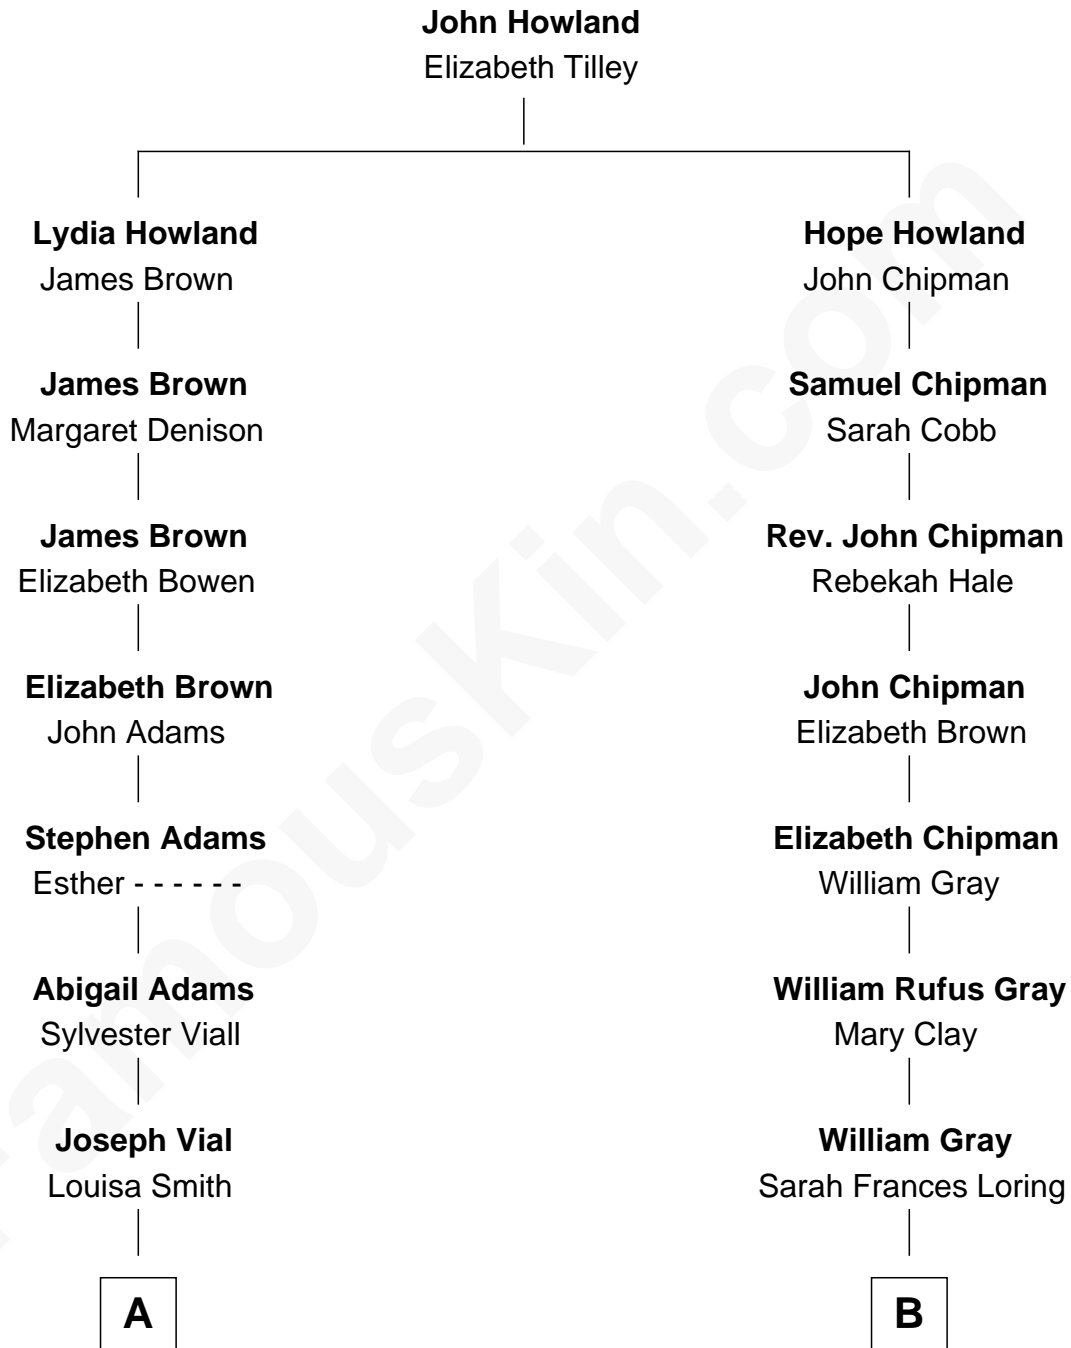 John Howland
Elizabeth Tilley
Lydia Howland
James Brown
Hope Howland
John Chipman
James Brown
Margaret Denison
Samuel Chipman
Sarah Cobb
James Brown
Elizabeth Bowen
Rev. John Chipman
Rebekah Hale
Elizabeth Brown
John Adams
John Chipman
Elizabeth Brown
Stephen Adams
Esther - - - - - -
Elizabeth Chipman
William Gray
Abigail Adams
Sylvester Viall
William Rufus Gray
Mary Clay
Joseph Vial
Louisa Smith
William Gray
Sarah Frances Loring
A
B
FamousKin.com